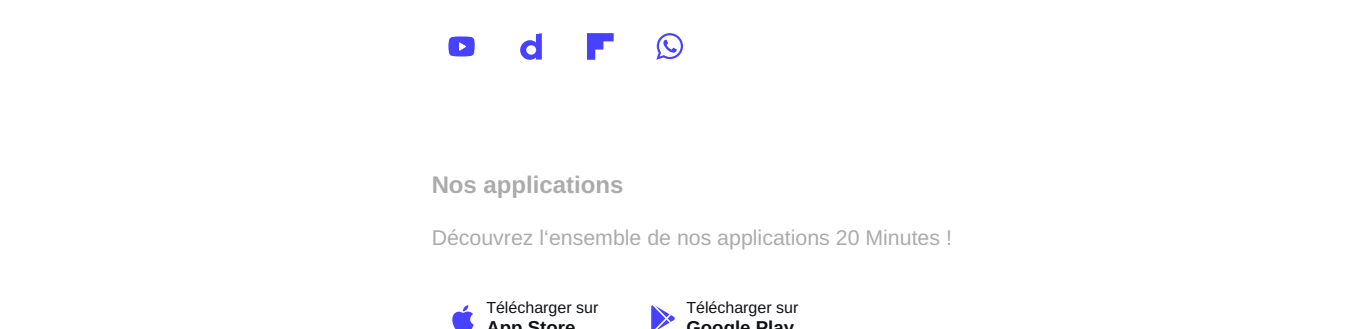 Nos applications
Découvrez l‘ensemble de nos applications 20 Minutes !
Télécharger sur
App Store
Télécharger sur
Google Play